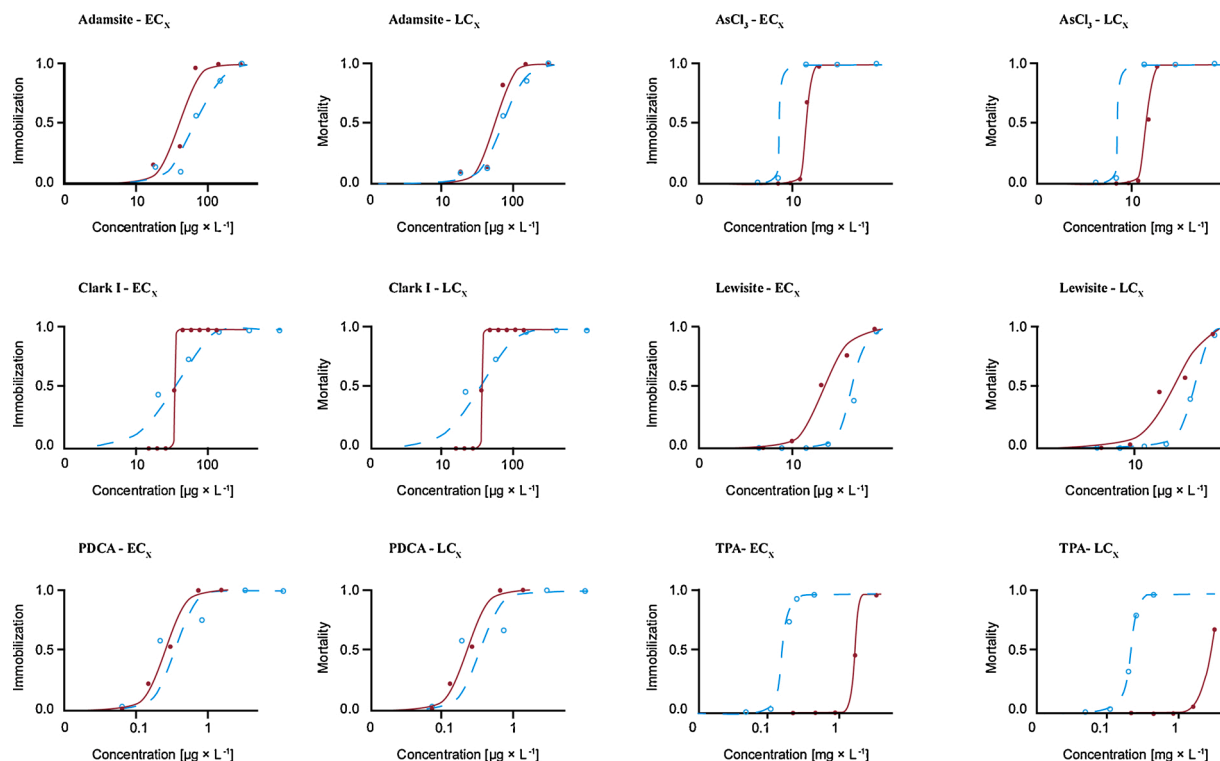 Adamsite - ECx
Adamsite - LCx
AsCl3 - ECx
AsCl3 - LCx
Immobilization
1.0
0.5
0.0
0
10
100
Concentration [µg × L-1]
Mortality
1.0
0.5
0.0
0
10
100
Concentration [µg × L-1]
Immobilization
1.0
0.5
0.0
0
10
Concentration [mg × L-1]
Mortality
1.0
0.5
0.0
0
10
Concentration [mg × L-1]
Clark I - ECx
Clark I - LCx
Lewisite - ECx
Lewisite - LCx
Immobilization
1.0
0.5
0.0
0
10
100
Concentration [µg × L-1]
Mortality
1.0
0.5
0.0
0
10
100
Concentration [µg × L-1]
Immobilization
1.0
0.5
0.0
0
10
Concentration [µg × L-1]
Mortality
1.0
0.5
0.0
0
10
Concentration [µg × L-1]
PDCA - ECx
PDCA - LCx
TPA- ECx
TPA- LCx
Immobilization
1.0
0.5
0.0
0
0.1
1
Concentration [µg × L-1]
Mortality
1.0
0.5
0.0
0
0.1
1
Concentration [µg × L-1]
Immobilization
1.0
0.5
0.0
0
0.1
1
Concentration [mg × L-1]
Mortality
1.0
0.5
0.0
0
0.1
1
Concentration [mg × L-1]